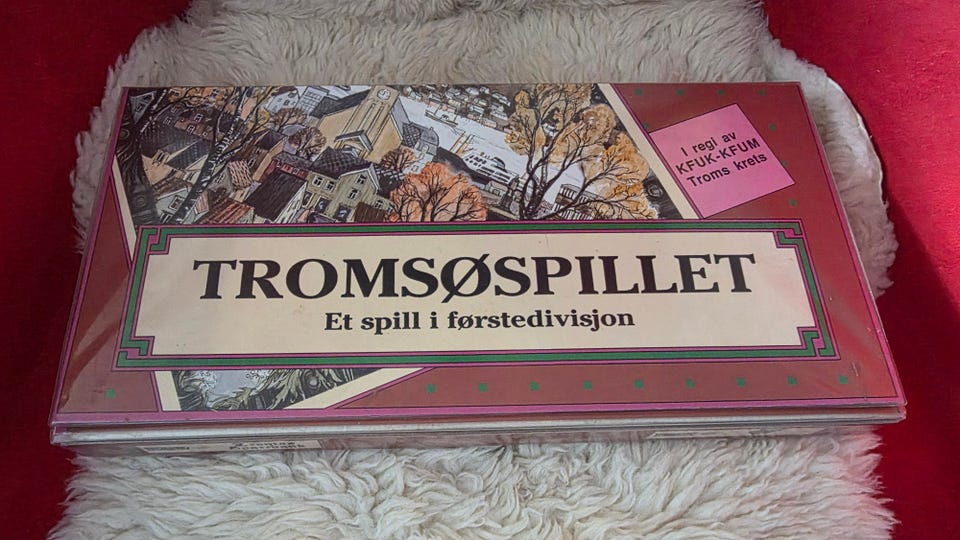 I regi av
KFUK-KFUM
Troms krets
TROMSØSPILLET
Et spill i førstedivisjon